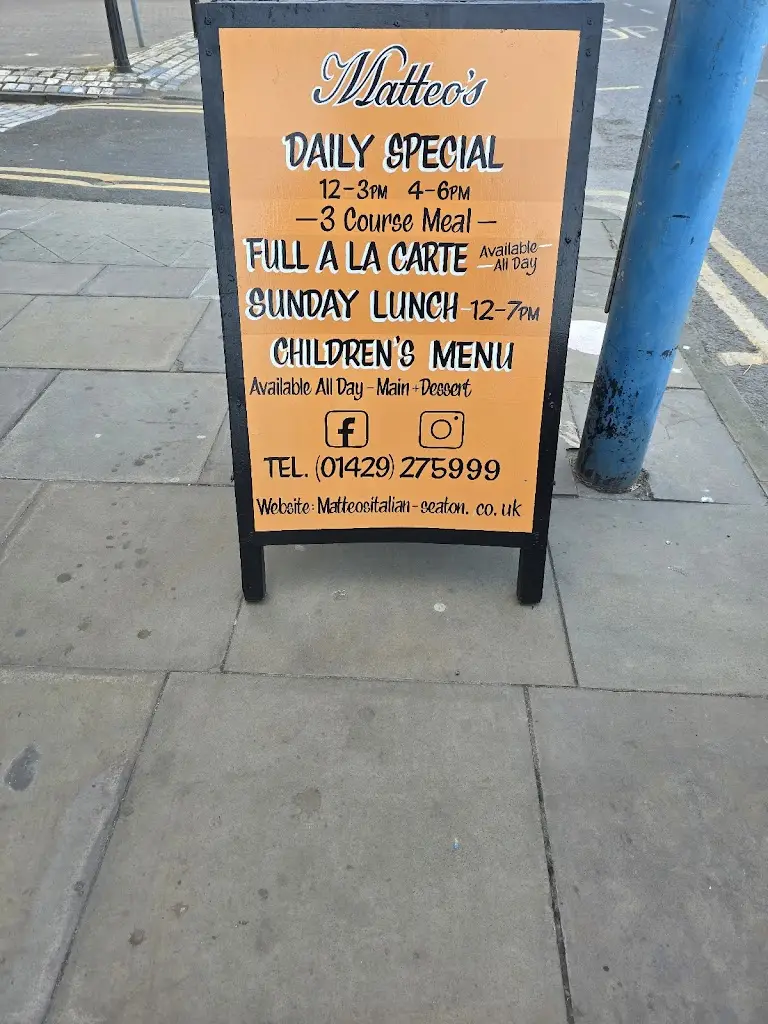 Matteo's
DAILY SPECIAL
12-3PM 4-6PM
—3 Course Meal—
FULL A LA CARTE Available— —All Day
SUNDAY LUNCH-12-7PM
CHILDREN'S MENU
Available All Day-Main+Dessert
f
TEL. (01429) 275999
Website: Matteositalian-seaton.co.uk